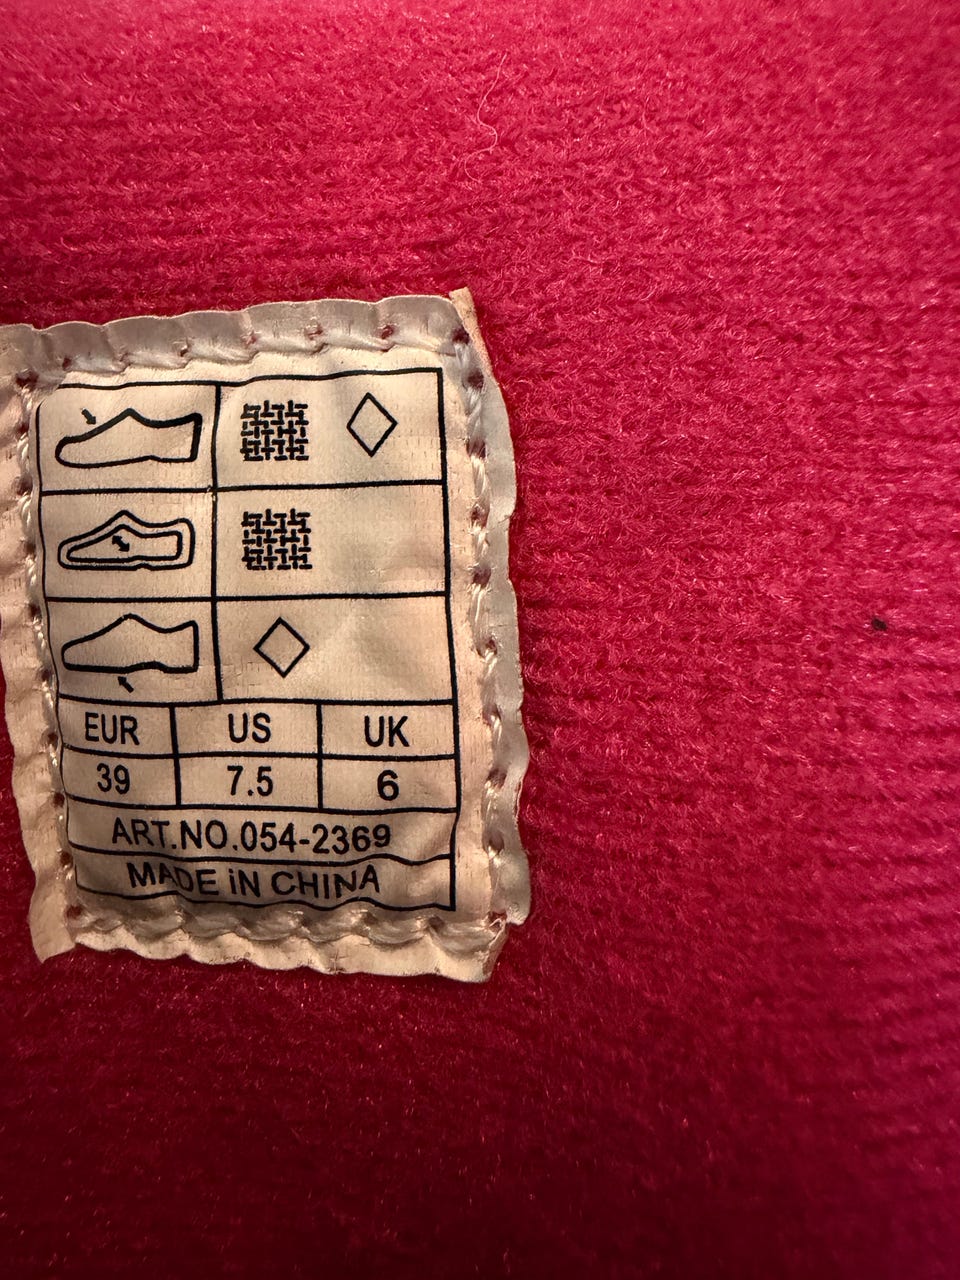 EUR US UK
39 7.5 6
ART.NO.054-2369
MADE iN CHINA